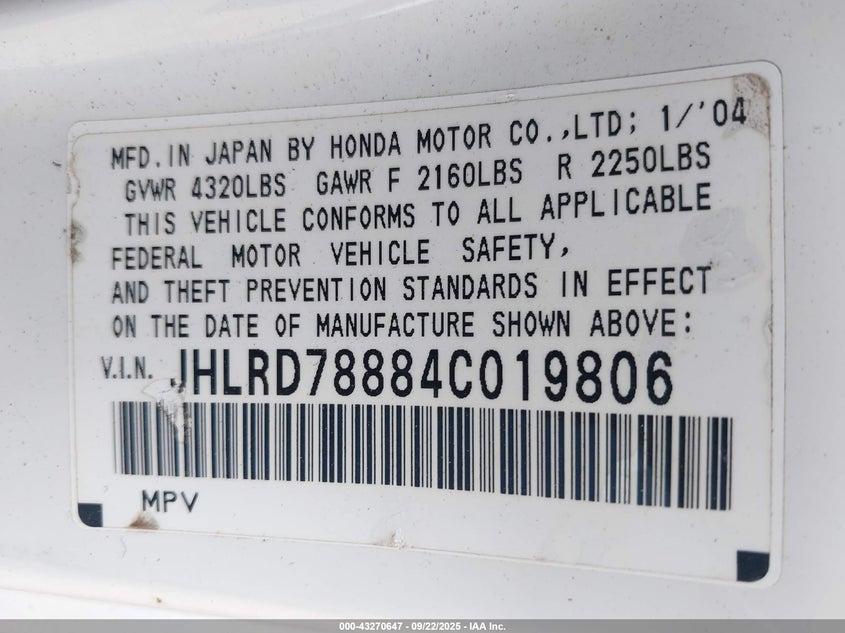 MFD.IN JAPAN BY HONDA MOTOR CO.,LTD; 1/'04
GVWR 4320LBS GAWR F 2160LBS R 2250LBS
THIS VEHICLE CONFORMS TO ALL APPLICABLE
FEDERAL MOTOR VEHICLE SAFETY,
AND THEFT PREVENTION STANDARDS IN EFFECT
ON THE DATE OF MANUFACTURE SHOWN ABOVE:
V.I.N. JHLRD78884C019806
MPV
000-43270647 - 09/22/2025 - IAA Inc.